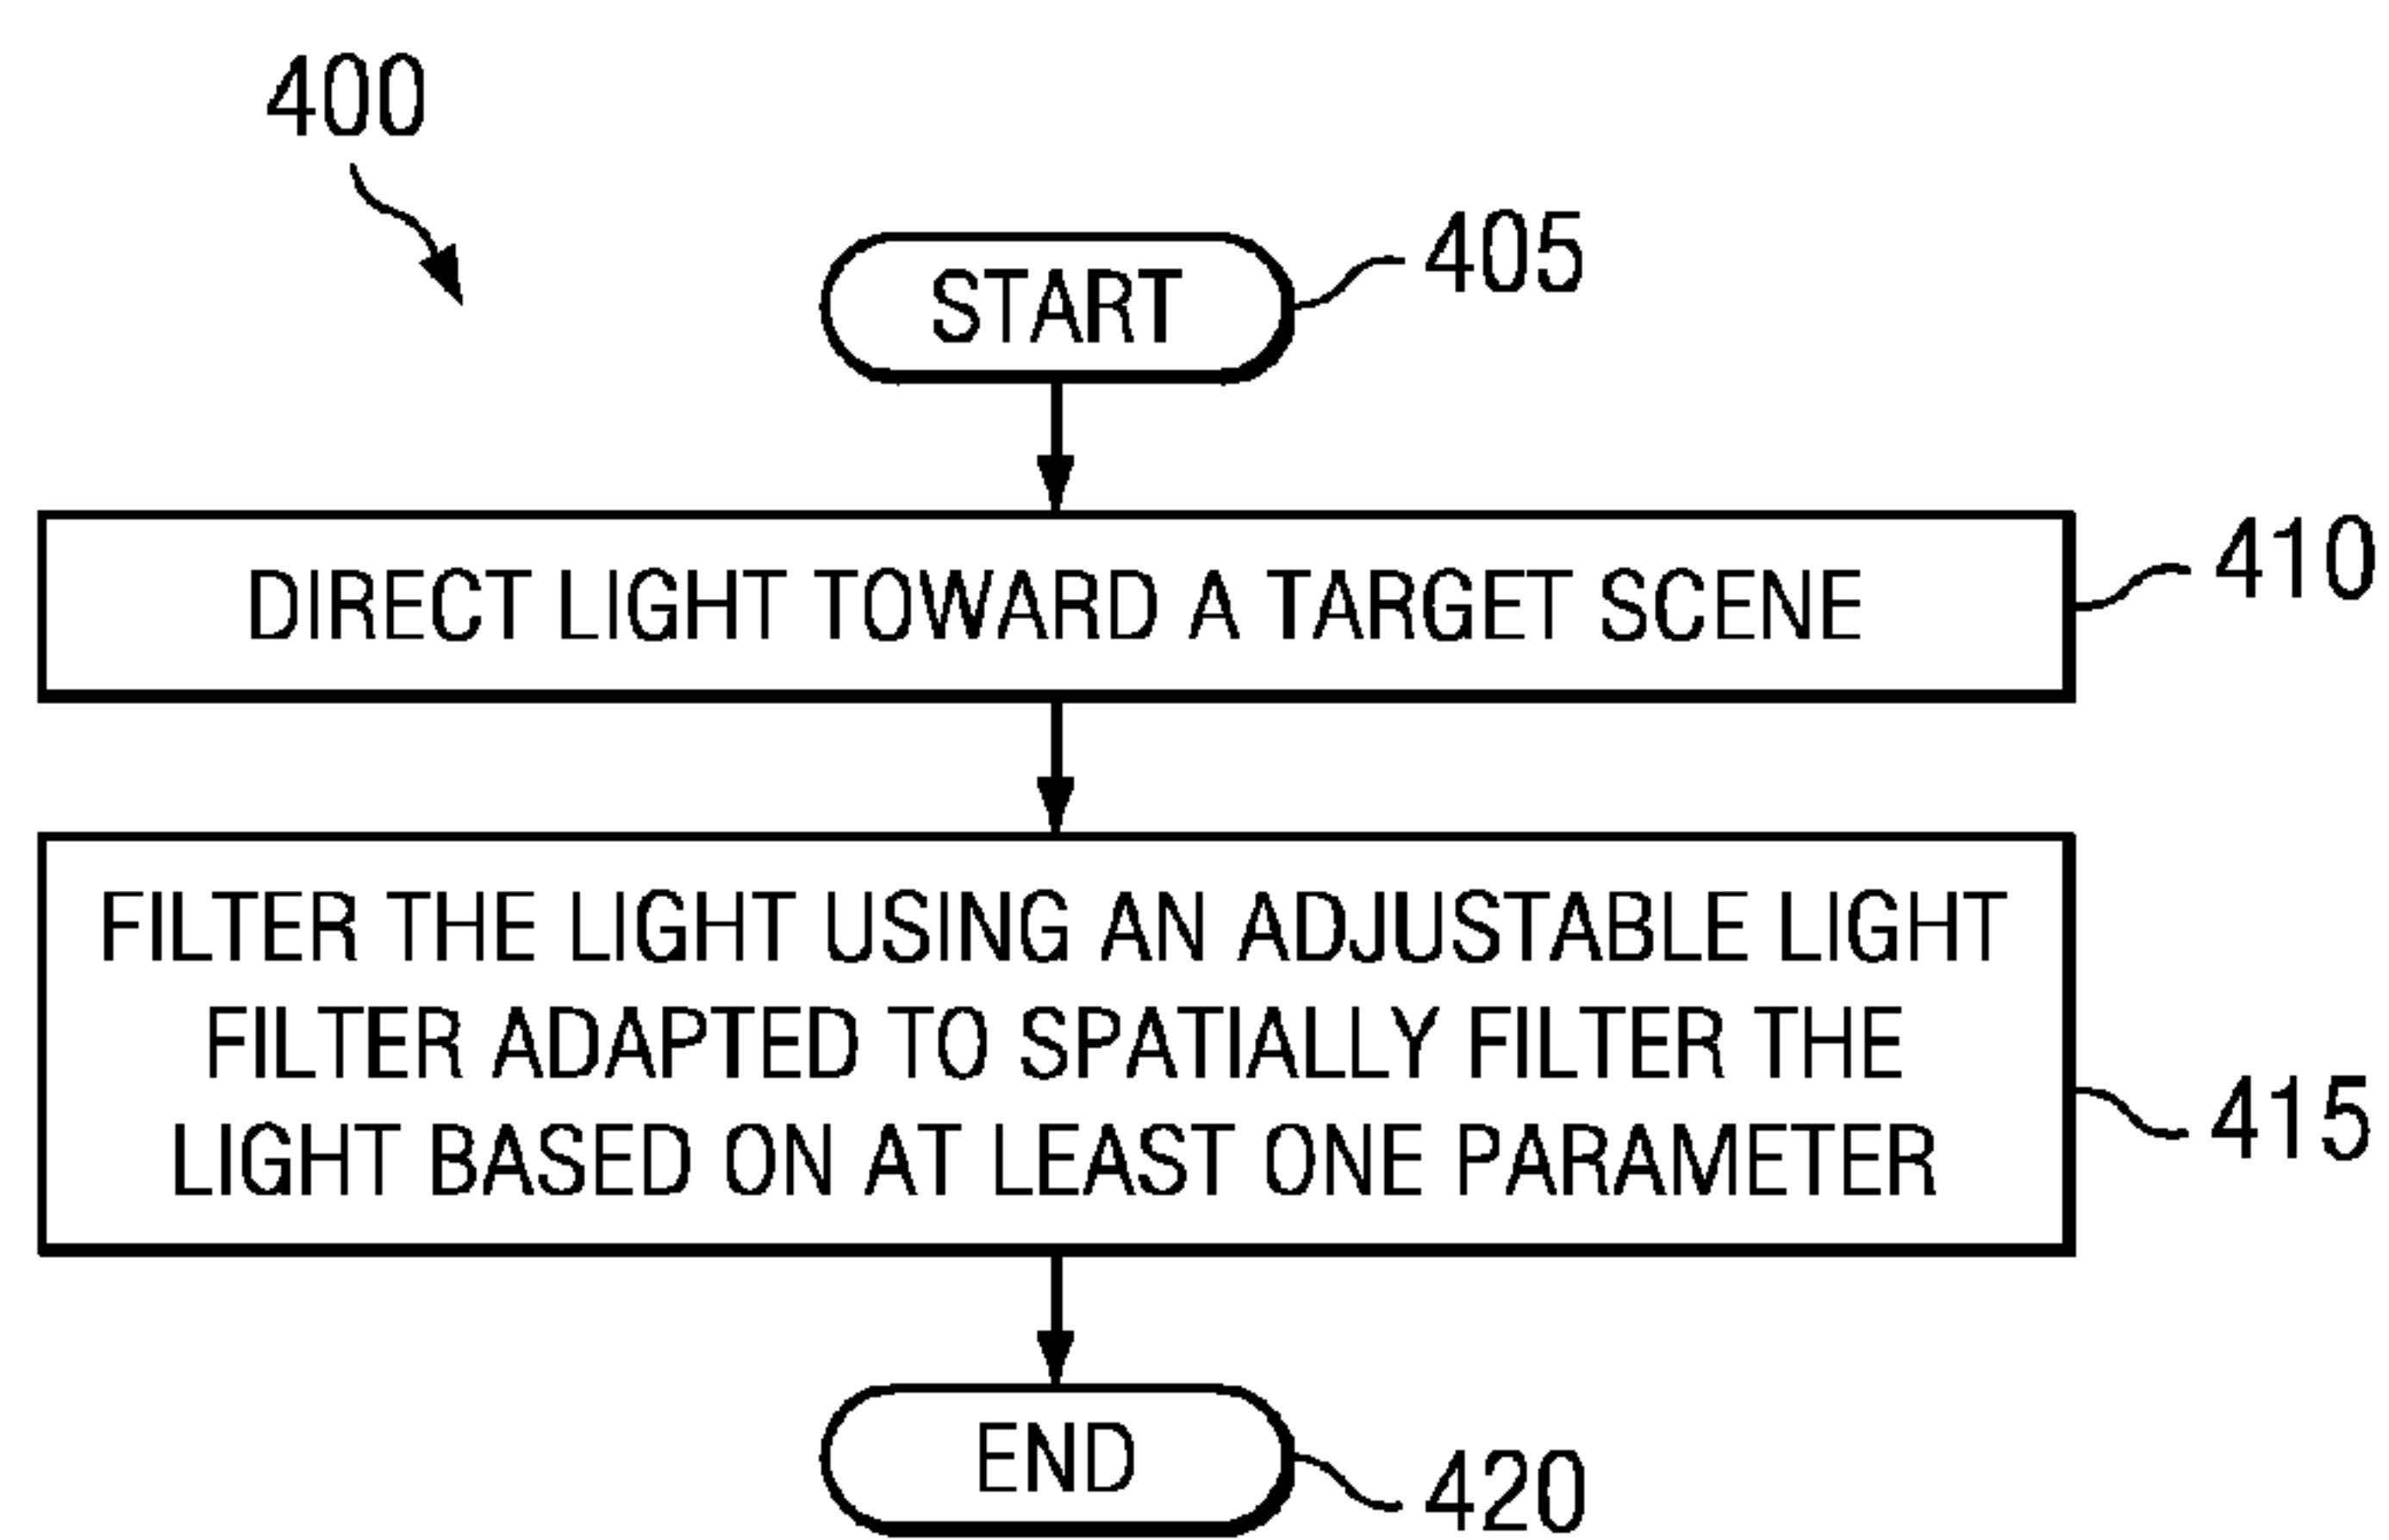 400
START
405
DIRECT LIGHT TOWARD A TARGET SCENE
410
FILTER THE LIGHT USING AN ADJUSTABLE LIGHT
FILTER ADAPTED TO SPATIALLY FILTER THE
LIGHT BASED ON AT LEAST ONE PARAMETER
415
END
420